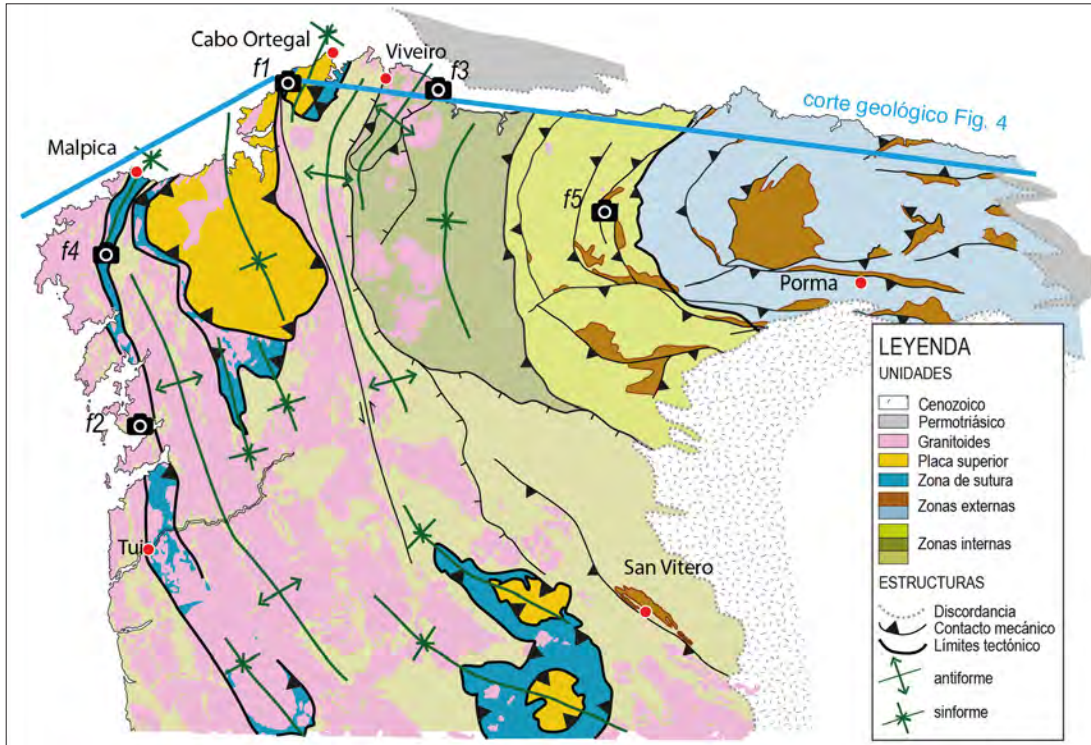 Cabo Ortegal
Viveiro
f1
f3
corte geológico Fig. 4
Malpica
f5
f4
Porma
f2
Tui
San Vitero
LEYENDA
UNIDADES
Cenozoico
Permotriásico
Granitoides
Placa superior
Zona de sutura
Zonas externas
Zonas internas
ESTRUCTURAS
Discordancia
Contacto mecánico
Límites tectónico
antiforme
sinforme